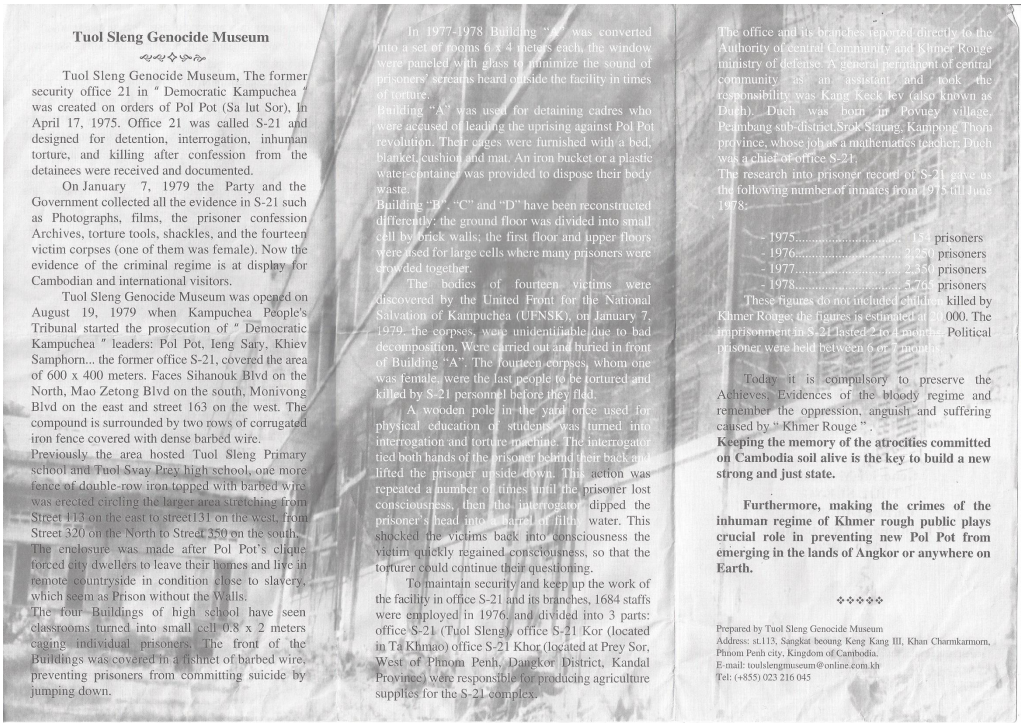 Tuol Sleng Genocide Museum
Tuol Sleng Genocide Museum, The former
security office 21 in " Democratic Kampuchea "
was created on orders of Pol Pot (Sa lut Sor). In
April 17, 1975. Office 21 was called S-21 and
designed for detention, interrogation, inhuman
torture, and killing after confession from the
detainees were received and documented.
On January 7, 1979 the Party and the
Government collected all the evidence in S-21 such
as Photographs, films, the prisoner confession
Archives, torture tools, shackles, and the fourteen
victim corpses (one of them was female). Now the
evidence of the criminal regime is at display for
Cambodian and international visitors.
Tuol Sleng Genocide Museum was opened on
August 19, 1979 when Kampuchea People's
Tribunal started the prosecution of " Democratic
Kampuchea " leaders: Pol Pot, Ieng Sary, Khiev
Samphorn... the former office S-21, covered the area
of 600 x 400 meters. Faces Sihanouk Blvd on the
North, Mao Zetong Blvd on the south, Monivong
Blvd on the east and street 163 on the west. The
compound is surrounded by two rows of corrugated
iron fence covered with dense barbed wire.
Previously the area hosted Tuol Sleng Primary
school and Tuol Svay Prey high school, one more
fence of double-row iron topped with barbed wire
was erected circling the larger area stretching from
Street 113 on the east to street131 on the west, from
Street 320 on the North to Street 350 on the south.
The enclosure was made after Pol Pot's clique
forced city dwellers to leave their homes and live in
remote countryside in condition close to slavery,
which seem as Prison without the Walls.
The four Buildings of high school have seen
classrooms turned into small cell 0.8 x 2 meters
caging individual prisoners. The front of the
Buildings was covered in a fishnet of barbed wire,
preventing prisoners from committing suicide by
jumping down.
In 1977-1978 Building "A" was converted
into a set of rooms 6 x 4 meters each, the window
were paneled with glass to minimize the sound of
prisoners' screams heard outside the facility in times
of torture.
Building "A" was used for detaining cadres who
were accused of leading the uprising against Pol Pot
revolution. Their cages were furnished with a bed,
blanket, cushion and mat. An iron bucket or a plastic
water-container was provided to dispose their body
waste.
Building "B", "C" and "D" have been reconstructed
differently: the ground floor was divided into small
cell by brick walls; the first floor and upper floors
were used for large cells where many prisoners were
crowded together.
The bodies of fourteen victims were
discovered by the United Front for the National
Salvation of Kampuchea (UFNSK), on January 7,
1979, the corpses, were unidentifiable due to bad
decomposition, Were carried out and buried in front
of Building "A". The fourteen corpses, whom one
was female, were the last people to be tortured and
killed by S-21 personnel before they fled.
A wooden pole in the yard once used for
physical education of students was turned into
interrogation and torture machine. The interrogator
tied both hands of the prisoner behind their back and
lifted the prisoner up-side down. This action was
repeated a number of times until the prisoner lost
consciousness, then the interrogator dipped the
prisoner's head into a barrel of filth water. This
shocked the victims back into consciousness the
victim quickly regained consciousness, so that the
torturer could continue their questioning.
To maintain security and keep up the work of
the facility in office S-21 and its branches, 1684 staffs
were employed in 1976, and divided into 3 parts:
office S-21 (Tuol Sleng) office S-21 Kor (located
in Ta Khmao) office S-21 Khor (located at Prey Sor,
West of Phnom Penh, Dangkor District, Kandal
Province) were responsible for producing agriculture
supplies for the S-21 complex.
The office and its branches reported directly to the
Authority of central Community and Khmer Rouge
ministry of defense. A general permanent of central
community as an assistant and took the
responsibility was Kang Keck Iev (also known as
Duch). Duch was born in Povuey village,
Peambang sub-district,Srok Staung, Kampong Thom
province, whose job as a mathematics teacher. Duch
was a chief of office S-21.
The research into prisoner record of S-21 gave us
the following number of inmates from 1975 till June
1978:
- 1975............................ 154 prisoners
- 1976............................ 2,250 prisoners
- 1977............................ 2,350 prisoners
- 1978............................ 5,765 prisoners
These figures do not included children killed by
Khmer Rouge; the figures is estimated at 20 000. The
imprisonment in S-21 lasted 2 to 4 months. Political
prisoner were held between 6 or 7 months.
Today it is compulsory to preserve the
Achieves, Evidences of the bloody regime and
remember the oppression, anguish and suffering
caused by " Khmer Rouge " .
Keeping the memory of the atrocities committed
on Cambodia soil alive is the key to build a new
strong and just state.
Furthermore, making the crimes of the
inhuman regime of Khmer rough public plays
crucial role in preventing new Pol Pot from
emerging in the lands of Angkor or anywhere on
Earth.
Prepared by Tuol Sleng Genocide Museum
Address: st.113, Sangkat beoung Keng Kang III, Khan Charmkarmorn,
Phnom Penh city, Kingdom of Cambodia.
E-mail: toulslengmuseum@online.com.kh
Tel: (+855) 023 216 045